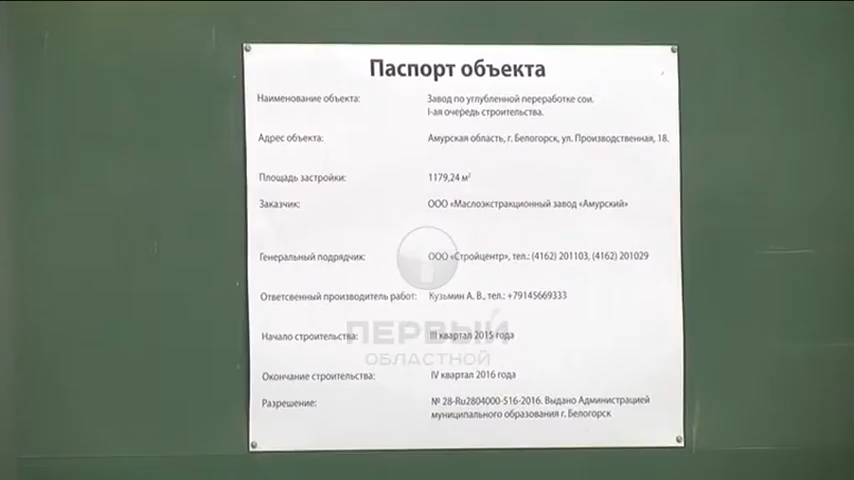 Паспорт объекта
Наименование объекта: Завод по углубленной переработке сои.
I-ая очередь строительства.
Адрес объекта: Амурская область, г. Белогорск, ул. Производственная, 18.
Площадь застройки: 1179,24 м²
Заказчик: ООО «Маслоэкстракционный завод «Амурский»
Генеральный подрядчик: ООО «Стройцентр», тел.: (4162) 201103, (4162) 201029
Ответсвенный производитель работ: Кузьмин А. В., тел.: +79145669333
ПЕРВЫЙ
Начало строительства: III квартал 2015 года
ОБЛАСТНОЙ
Окончание строительства: IV квартал 2016 года
Разрешение: № 28-Ru2804000-516-2016. Выдано Администрацией
муниципального образования г. Белогорск